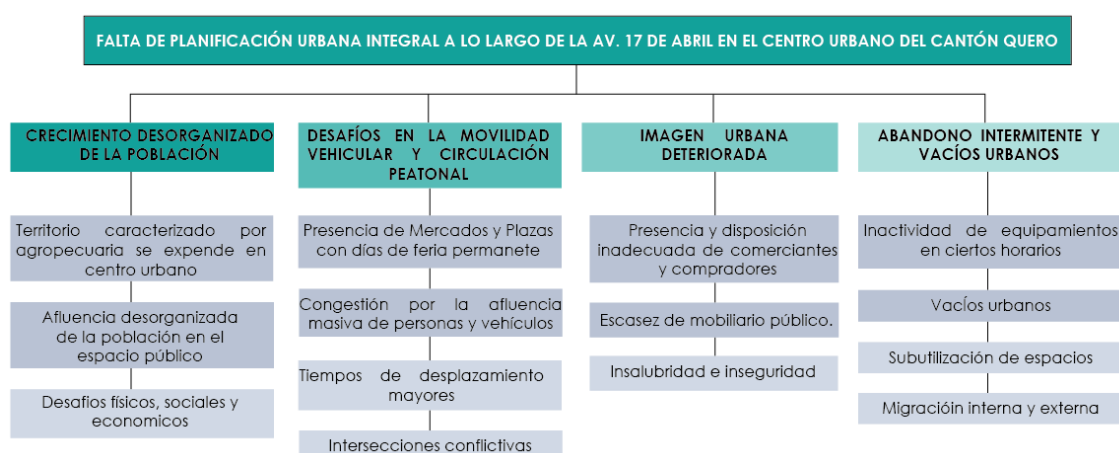 FALTA DE PLANIFICACIÓN URBANA INTEGRAL A LO LARGO DE LA AV. 17 DE ABRIL EN EL CENTRO URBANO DEL CANTÓN QUERO
CRECIMIENTO DESORGANIZADO
DE LA POBLACIÓN
Territorio caracterizado por
agropecuaria se expende en
centro urbano
Afluencia desorganizada
de la población en el
espacio público
Desafios físicos, sociales y
economicos
DESAFÍOS EN LA MOVILIDAD
VEHICULAR Y CIRCULACIÓN
PEATONAL
Presencia de Mercados y Plazas
con días de feria permanete
Congestión por la afluencia
masiva de personas y vehículos
Tiempos de desplazamiento
mayores
Intersecciones conflictivas
IMAGEN URBANA
DETERIORADA
Presencia y disposición
inadecuada de comerciantes
y compradores
Escasez de mobiliario público.
Insalubridad e inseguridad
ABANDONO INTERMITENTE Y
VACÍOS URBANOS
Inactividad de equipamientos
en ciertos horarios
Vacíos urbanos
Subutilización de espacios
Migracióin interna y externa